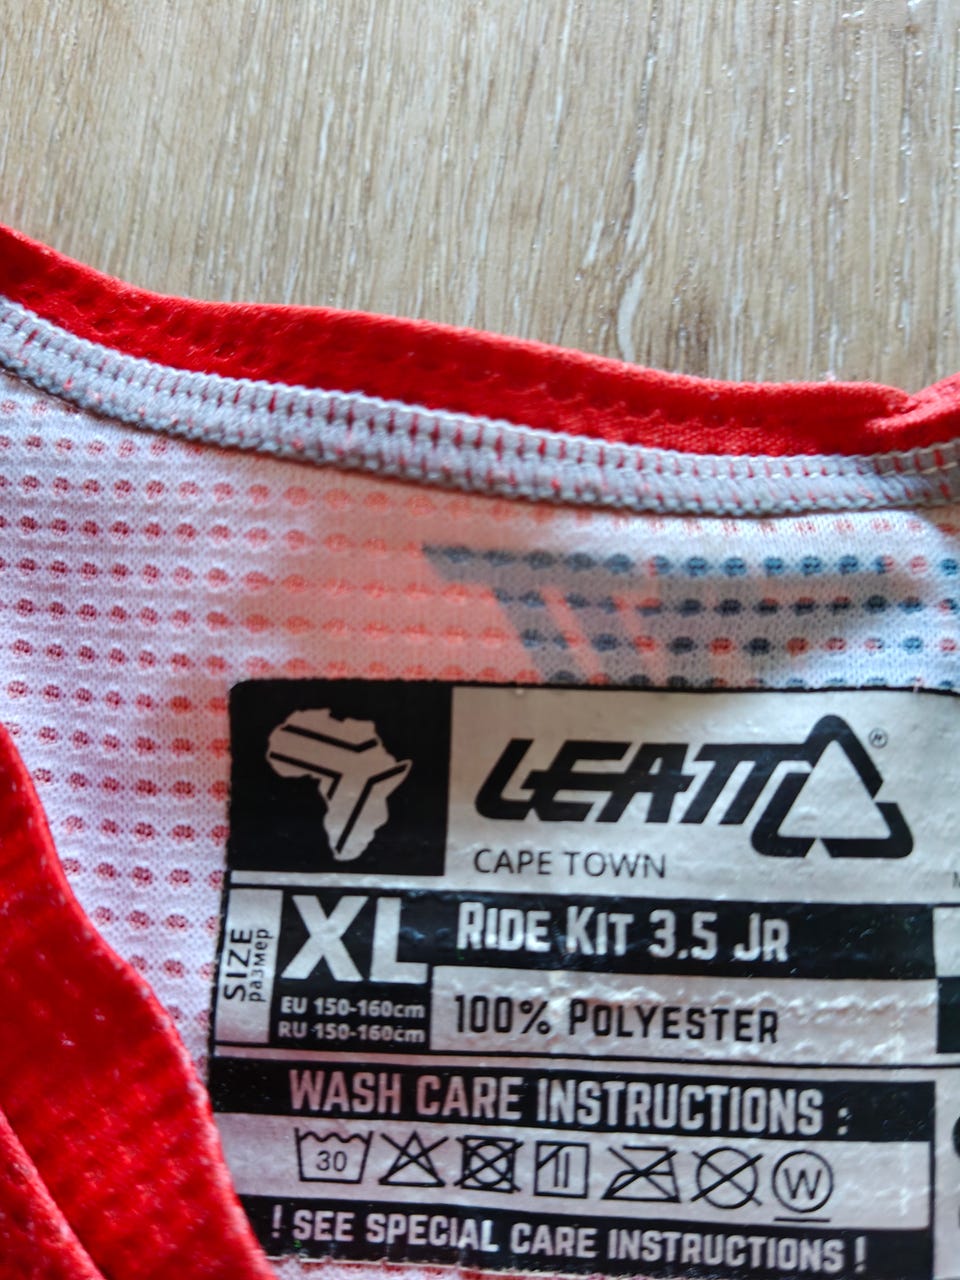 LEATT®
CAPE TOWN
SIZE
размер
XL
RIDE KIT 3.5 JR
EU 150-160cm
RU 150-160cm
100% POLYESTER
WASH CARE INSTRUCTIONS :
30
W
! SEE SPECIAL CARE INSTRUCTIONS !